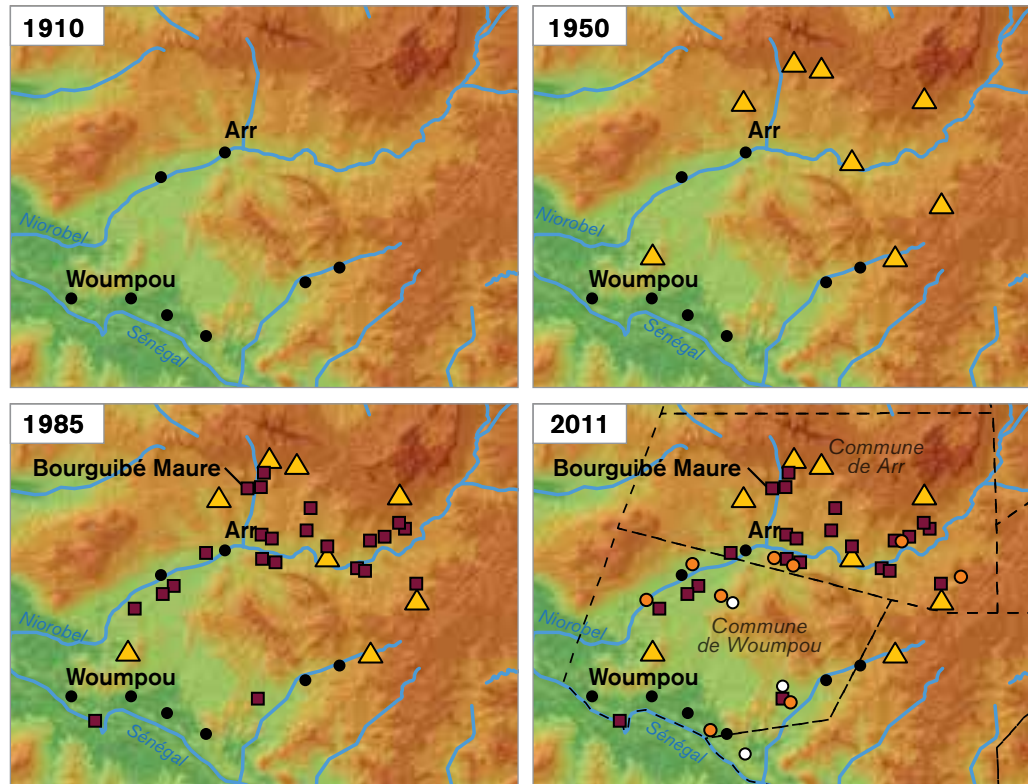 1910
Arr
Niorobel
Woumpou
Sénégal
1950
Arr
Niorobel
Woumpou
Sénégal
1985
Bourguibé Maure
Arr
Niorobel
Woumpou
Sénégal
2011
Commune
de Arr
Bourguibé Maure
Arr
Niorobel
Commune
de Woumpou
Woumpou
Sénégal